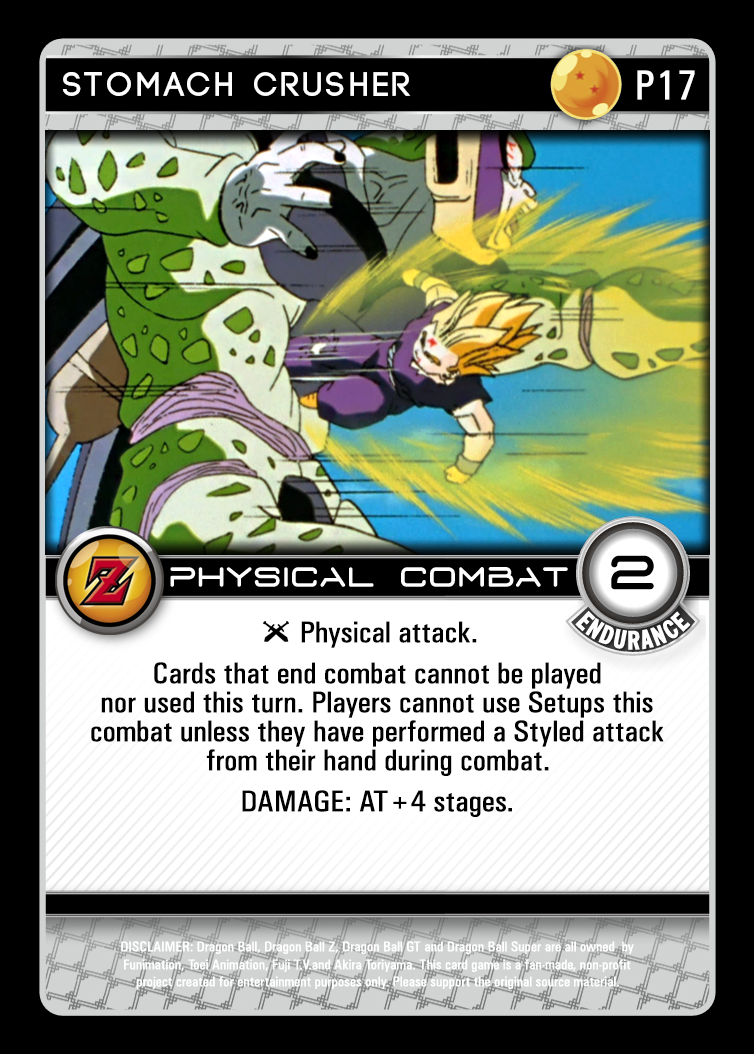 STOMACH CRUSHER
P17
Z
PHYSICAL COMBAT
2
ENDURANCE
Physical attack.
Cards that end combat cannot be played
nor used this turn. Players cannot use Setups this
combat unless they have performed a Styled attack
from their hand during combat.
DAMAGE: AT+4 stages.
DISCLAIMER: Dragon Ball, Dragon Ball Z, Dragon Ball GT and Dragon Ball Super are all owned by
Funimation, Toei Animation, Fuji T.V.and Akira Toriyama. This card game is a fan-made, non-profit
project created for entertainment purposes only. Please support the original source material.